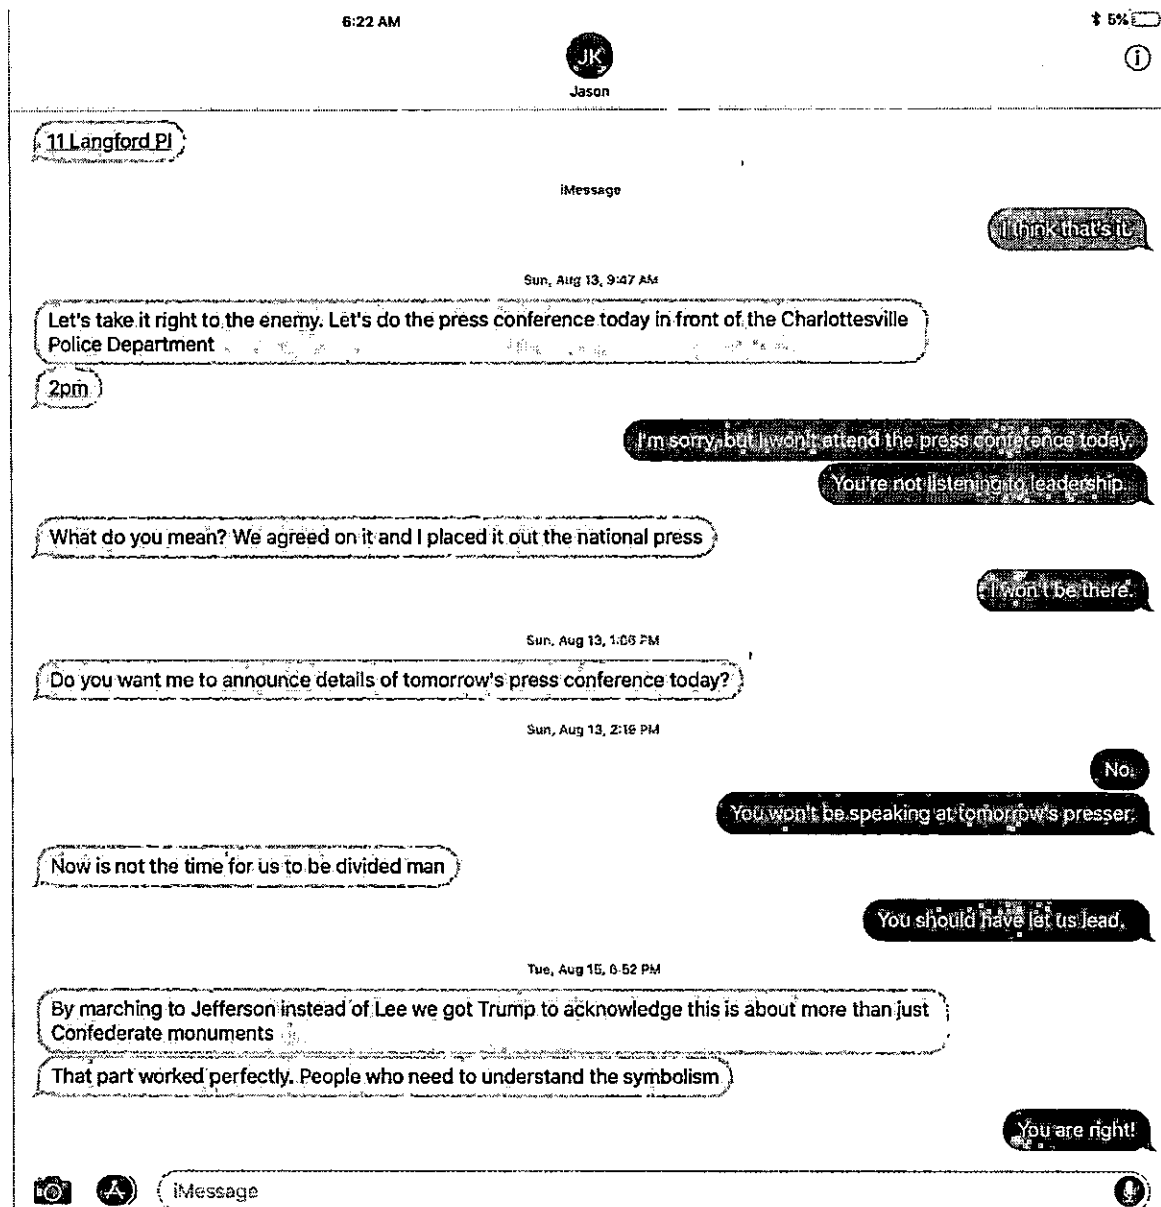 6:22 AM
5%
JK
Jason
11 Langford Pl
iMessage
I think that's it.
Sun, Aug 13, 9:47 AM
Let's take it right to the enemy. Let's do the press conference today in front of the Charlottesville
Police Department
2pm
I'm sorry, but I won't attend the press conference today.
You're not listening to leadership.
What do you mean? We agreed on it and I placed it out the national press
I won't be there.
Sun, Aug 13, 1:06 PM
Do you want me to announce details of tomorrow's press conference today?
Sun, Aug 13, 2:16 PM
No.
You won't be speaking at tomorrow's presser.
Now is not the time for us to be divided man
You should have let us lead.
Tue, Aug 15, 6:52 PM
By marching to Jefferson instead of Lee we got Trump to acknowledge this is about more than just
Confederate monuments
That part worked perfectly. People who need to understand the symbolism
You are right!
iMessage